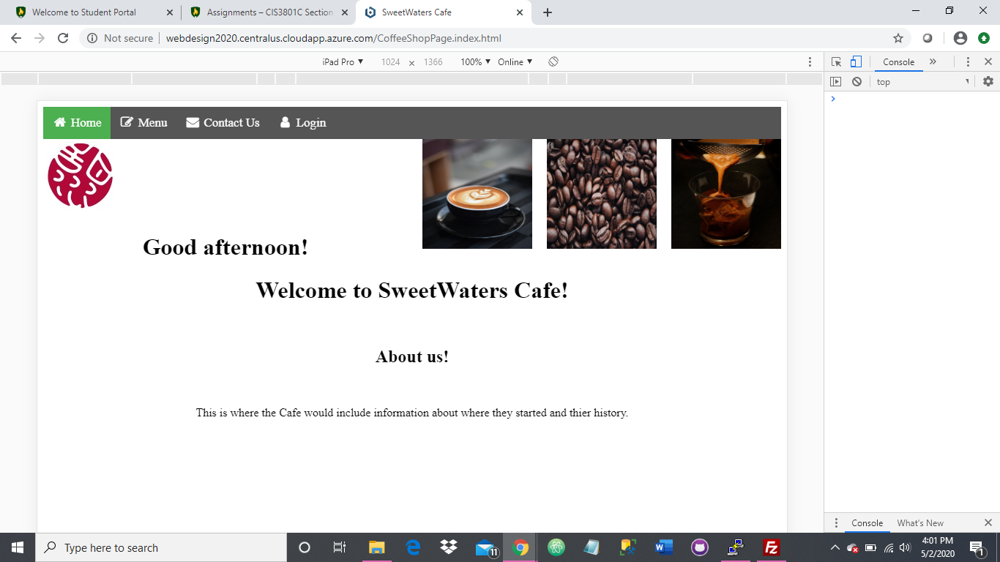 Welcome to Student Portal
Assignments – CIS3801C Section
SweetWaters Cafe
Not secure
webdesign2020.centralus.cloudapp.azure.com/CoffeeShopPage.index.html
iPad Pro ▼ 1024 × 1366 100% ▼ Online ▼
Console
top
Home Menu Contact Us Login
Good afternoon!
Welcome to SweetWaters Cafe!
About us!
This is where the Cafe would include information about where they started and thier history.
Console What's New
Type here to search
11
4:01 PM
5/2/2020
1